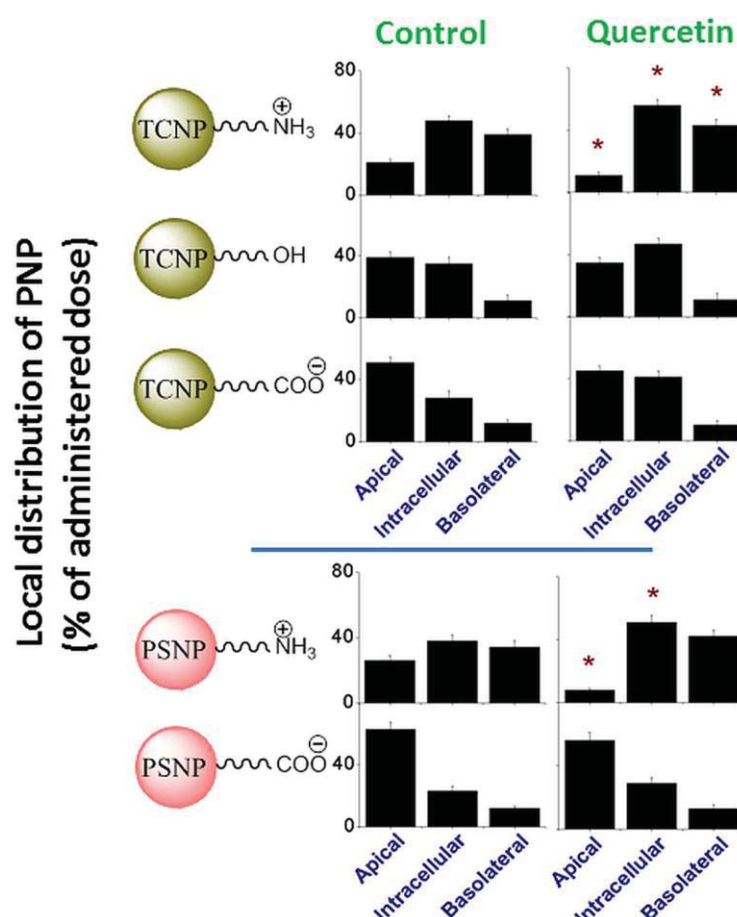 Control Quercetin
Local distribution of PNP
(% of administered dose)
TCNP NH3 ⊕
80
40
0
* * *
TCNP OH
40
0
TCNP COO ⊖
40
0
Apical Intracellular Basolateral Apical Intracellular Basolateral
PSNP NH3 ⊕
80
40
0
* *
PSNP COO ⊖
40
0
Apical Intracellular Basolateral Apical Intracellular Basolateral